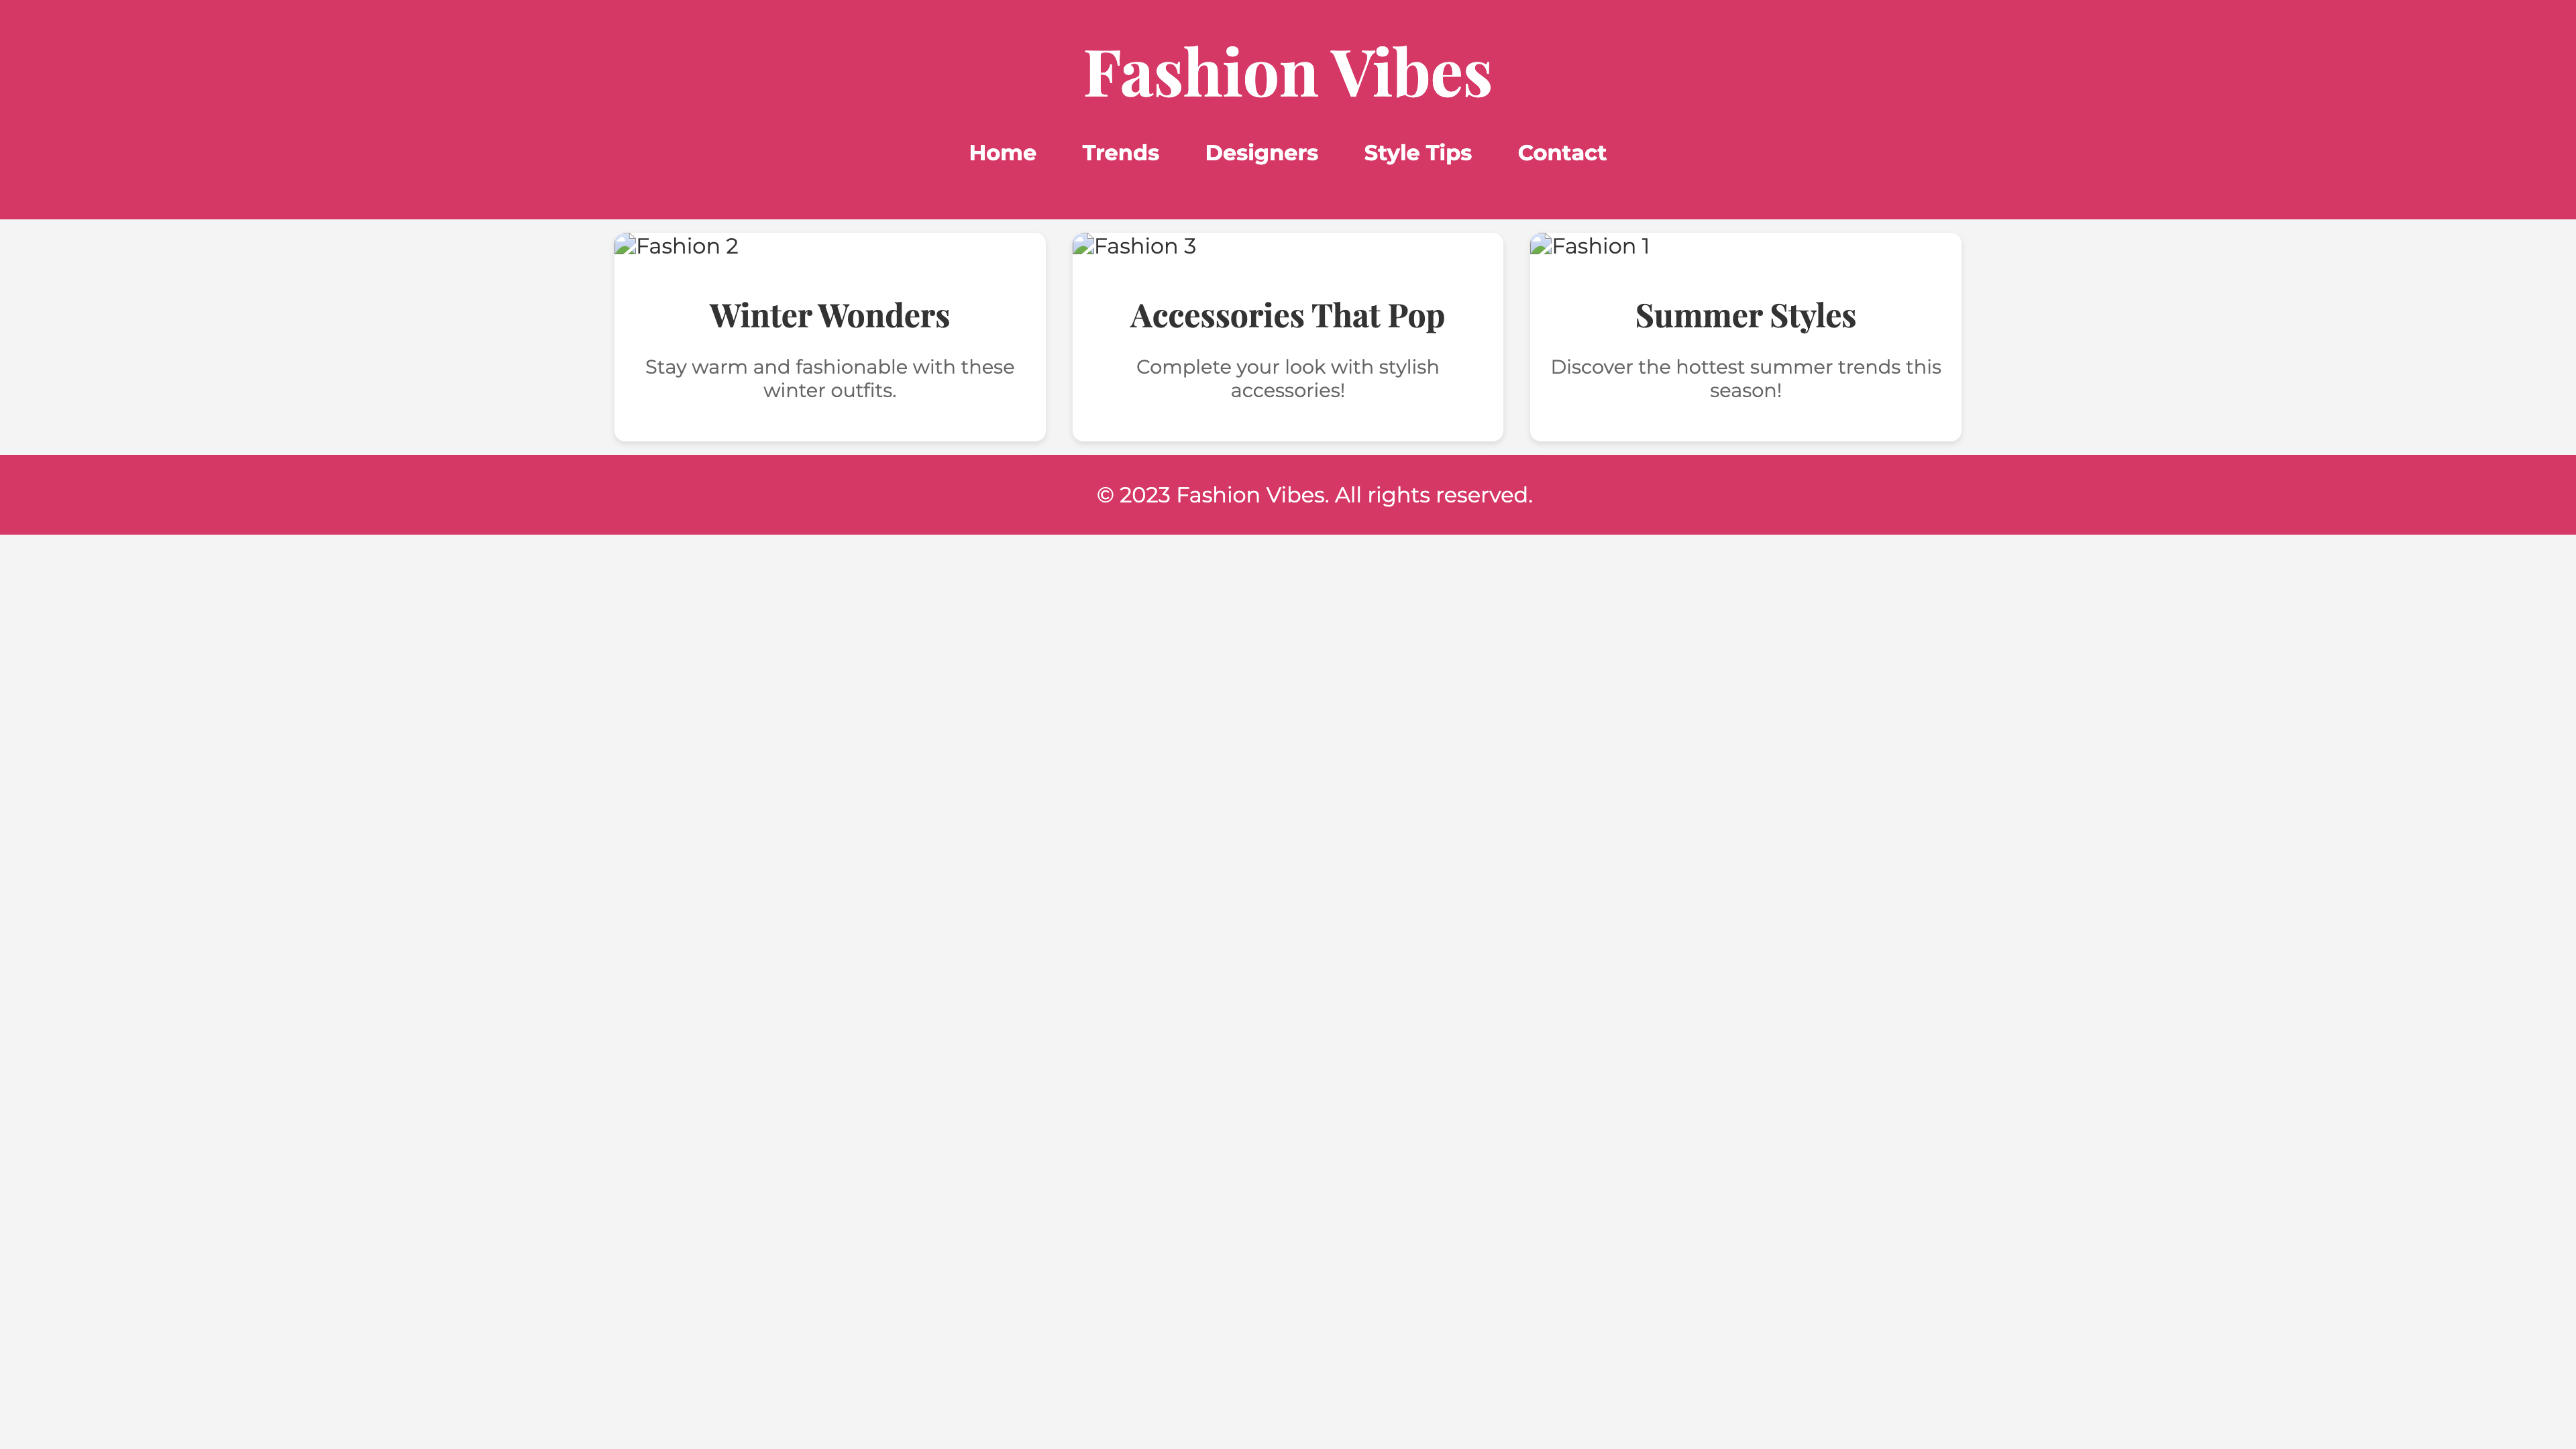 Fashion Vibes
Home Trends Designers Style Tips Contact
Fashion 2
Winter Wonders
Stay warm and fashionable with these
winter outfits.
Fashion 3
Accessories That Pop
Complete your look with stylish
accessories!
Fashion 1
Summer Styles
Discover the hottest summer trends this
season!
© 2023 Fashion Vibes. All rights reserved.